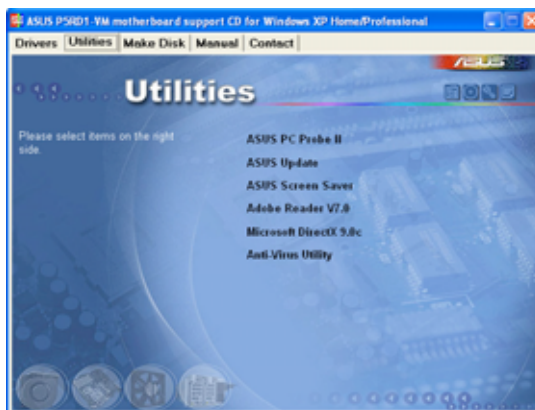 ASUS P5RD1-VM motherboard support CD for Windows XP Home/Professional
Drivers Utilities Make Disk Manual Contact
ASUS
Utilities
Please select items on the right
side.
ASUS PC Probe II
ASUS Update
ASUS Screen Saver
Adobe Reader V7.0
Microsoft DirectX 9.0c
Anti-Virus Utility